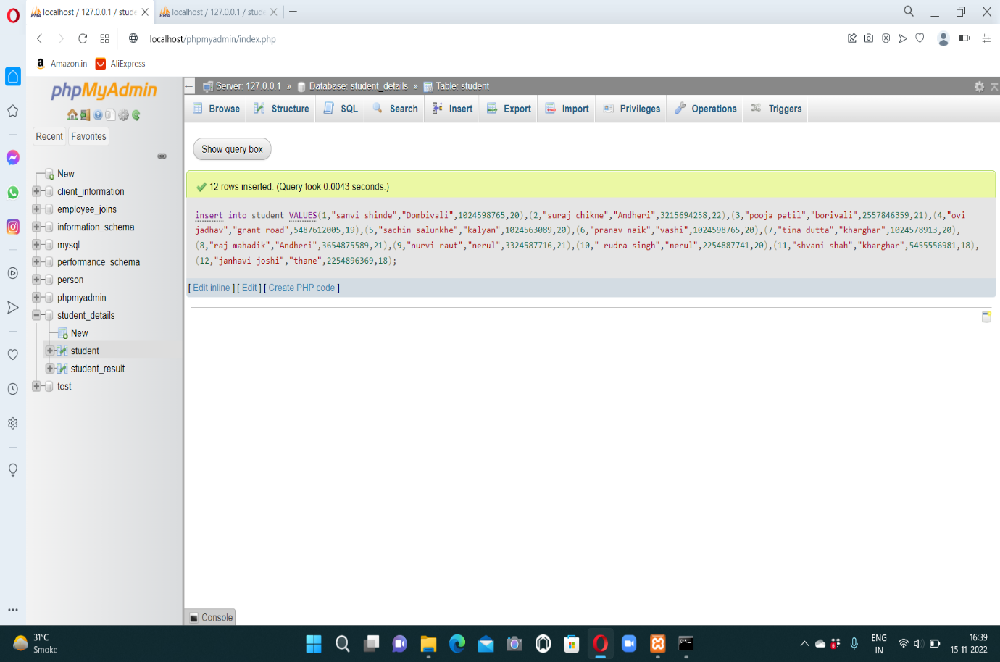 localhost / 127.0.0.1 / stude
localhost / 127.0.0.1 / stude
localhost/phpmyadmin/index.php
Amazon.in
AliExpress
phpMyAdmin
Recent
Favorites
New
client_information
employee_joins
information_schema
mysql
performance_schema
person
phpmyadmin
student_details
New
student
student_result
test
Server: 127.0.0.1 » Database: student_details » Table: student
Browse Structure SQL Search Insert Export Import Privileges Operations Triggers
Show query box
12 rows inserted. (Query took 0.0043 seconds.)
insert into student VALUES(1,"sanvi shinde","Dombivali",1024598765,20),(2,"suraj chikne","Andheri",3215694258,22),(3,"pooja patil","borivali",2557846359,21),(4,"ovi
jadhav","grant road",5487612005,19),(5,"sachin salunkhe","kalyan",1024563089,20),(6,"pranav naik","vashi",1024598765,20),(7,"tina dutta","kharghar",1024578913,20),
(8,"raj mahadik","Andheri",3654875589,21),(9,"nurvi raut","nerul",3324587716,21),(10," rudra singh","nerul",2254887741,20),(11,"shvani shah","kharghar",5455556981,18),
(12,"janhavi joshi","thane",2254896369,18);
[ Edit inline ] [ Edit ] [ Create PHP code ]
Console
31°C
Smoke
ENG
IN
16:39
15-11-2022